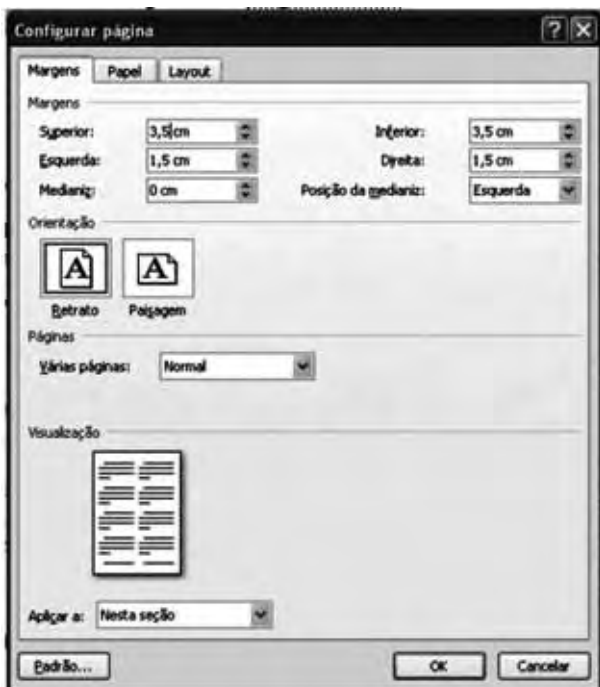 Configurar página
Margens Papel Layout
Margens
Superior: 3,5 cm Inferior: 3,5 cm
Esquerda: 1,5 cm Direita: 1,5 cm
Medianiz: 0 cm Posição da medianiz: Esquerda
Orientação
A A
Retrato Paisagem
Páginas
Várias páginas: Normal
Visualização
Aplicar a: Nesta seção
Padrão... OK Cancelar